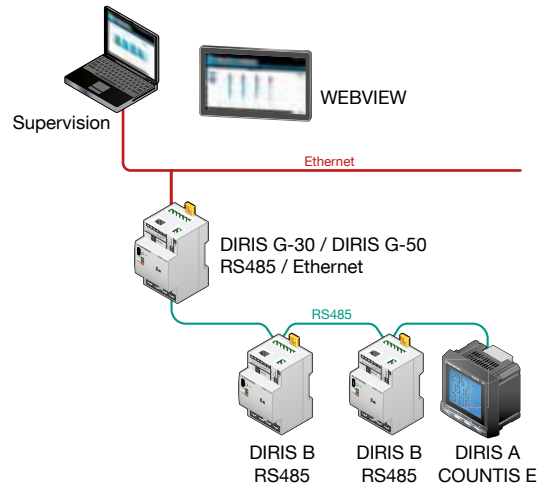 WEBVIEW
Supervision
Ethernet
DIRIS G-30 / DIRIS G-50
RS485 / Ethernet
RS485
DIRIS B
RS485
DIRIS B
RS485
DIRIS A
COUNTIS E